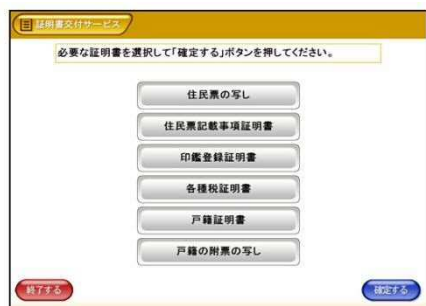 証明書交付サービス
必要な証明書を選択して「確定する」ボタンを押してください。
住民票の写し
住民票記載事項証明書
印鑑登録証明書
各種税証明書
戸籍証明書
戸籍の附票の写し
終了する
確定する